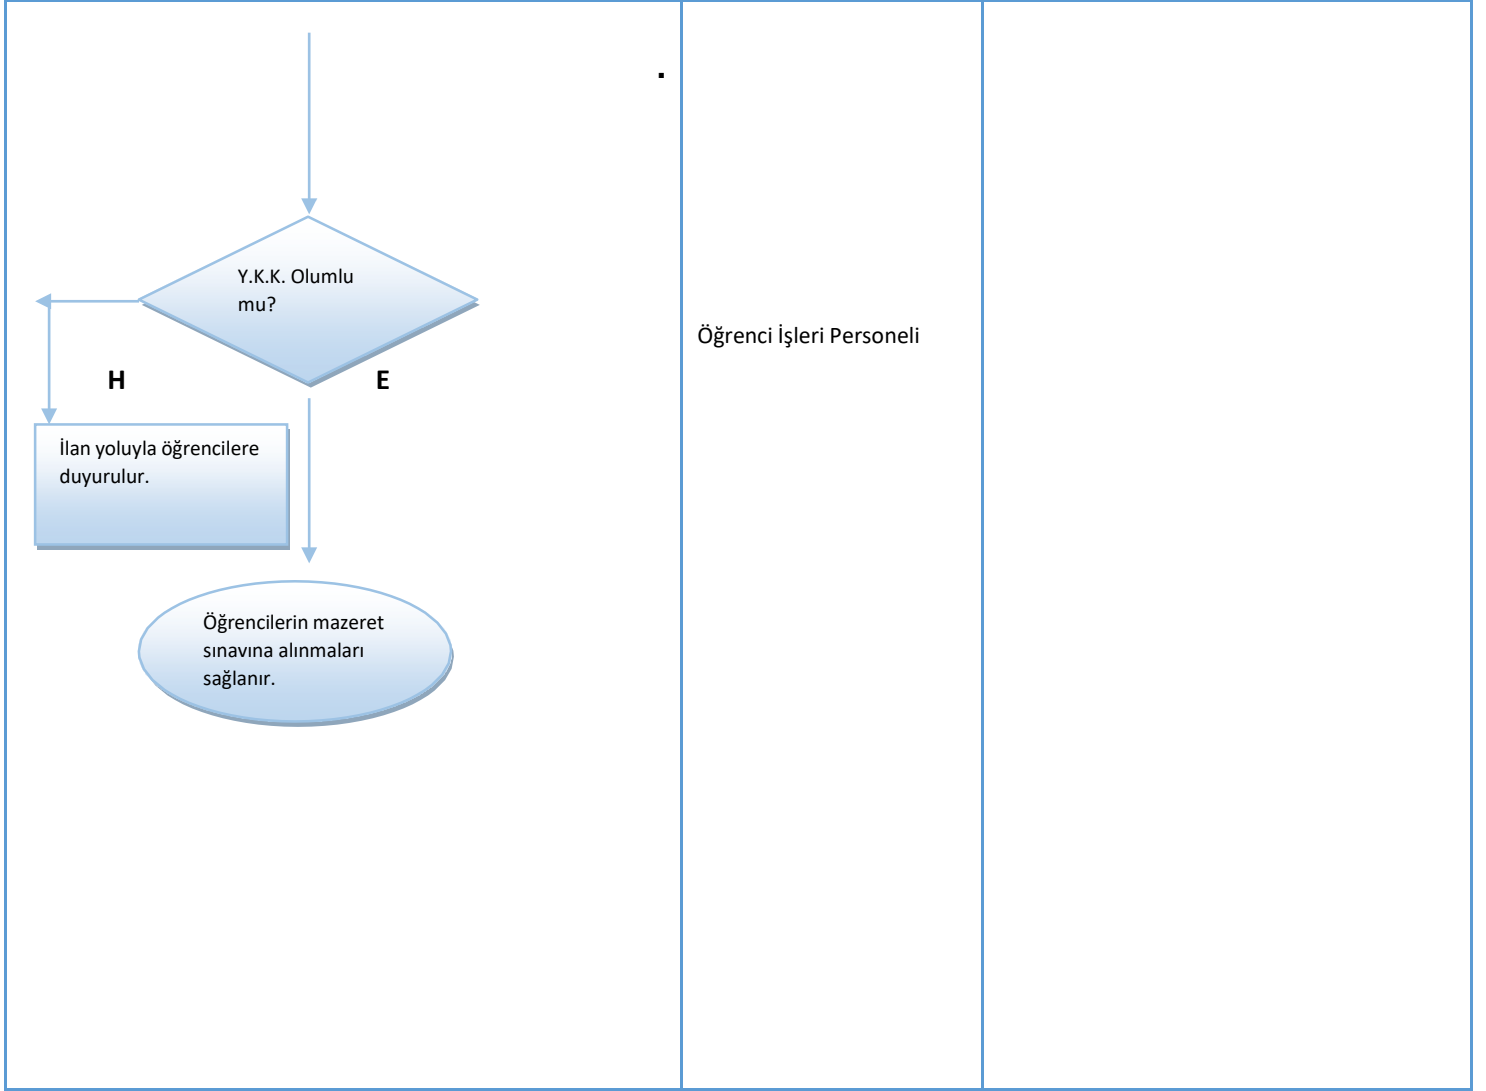 .
Y.K.K. Olumlu
mu?
Öğrenci İşleri Personeli
H
E
İlan yoluyla öğrencilere
duyurulur.
Öğrencilerin mazeret
sınavına alınmaları
sağlanır.